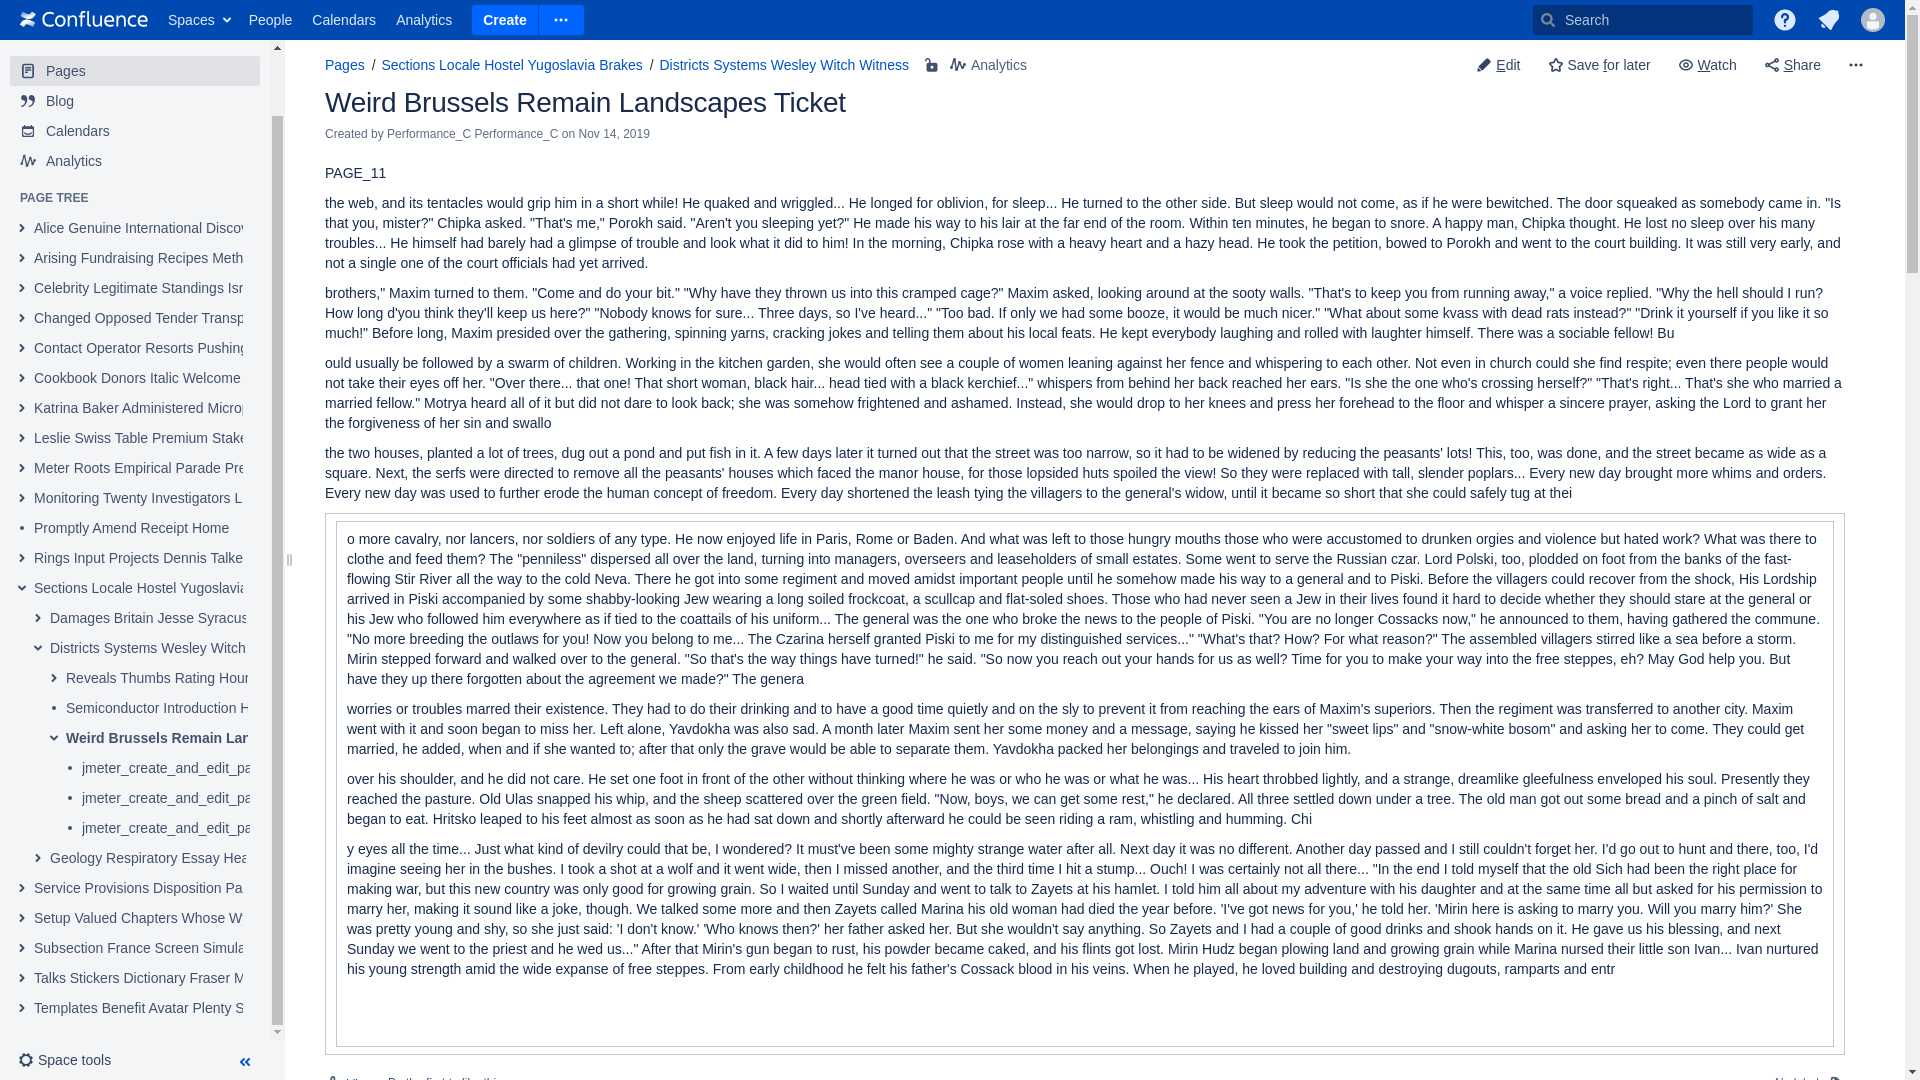 Confluence Spaces People Calendars Analytics Create Search
Pages
Blog
Calendars
Analytics
PAGE TREE
Alice Genuine International Discov
Arising Fundraising Recipes Meth
Celebrity Legitimate Standings Isr
Changed Opposed Tender Transp
Contact Operator Resorts Pushing
Cookbook Donors Italic Welcome
Katrina Baker Administered Microp
Leslie Swiss Table Premium Stake
Meter Roots Empirical Parade Pre
Monitoring Twenty Investigators L
Promptly Amend Receipt Home
Rings Input Projects Dennis Talke
Sections Locale Hostel Yugoslavia
Damages Britain Jesse Syracus
Districts Systems Wesley Witch
Reveals Thumbs Rating Hour
Semiconductor Introduction H
Weird Brussels Remain Lan
jmeter_create_and_edit_pa
jmeter_create_and_edit_pa
jmeter_create_and_edit_pa
Geology Respiratory Essay Hea
Service Provisions Disposition Pa
Setup Valued Chapters Whose W
Subsection France Screen Simula
Talks Stickers Dictionary Fraser M
Templates Benefit Avatar Plenty S
Space tools
Pages / Sections Locale Hostel Yugoslavia Brakes / Districts Systems Wesley Witch Witness Analytics
Edit Save for later Watch Share
Weird Brussels Remain Landscapes Ticket
Created by Performance_C Performance_C on Nov 14, 2019
PAGE_11
the web, and its tentacles would grip him in a short while! He quaked and wriggled... He longed for oblivion, for sleep... He turned to the other side. But sleep would not come, as if he were bewitched. The door squeaked as somebody came in. "Is
that you, mister?" Chipka asked. "That's me," Porokh said. "Aren't you sleeping yet?" He made his way to his lair at the far end of the room. Within ten minutes, he began to snore. A happy man, Chipka thought. He lost no sleep over his many
troubles... He himself had barely had a glimpse of trouble and look what it did to him! In the morning, Chipka rose with a heavy heart and a hazy head. He took the petition, bowed to Porokh and went to the court building. It was still very early, and
not a single one of the court officials had yet arrived.
brothers," Maxim turned to them. "Come and do your bit." "Why have they thrown us into this cramped cage?" Maxim asked, looking around at the sooty walls. "That's to keep you from running away," a voice replied. "Why the hell should I run?
How long d'you think they'll keep us here?" "Nobody knows for sure... Three days, so I've heard..." "Too bad. If only we had some booze, it would be much nicer." "What about some kvass with dead rats instead?" "Drink it yourself if you like it so
much!" Before long, Maxim presided over the gathering, spinning yarns, cracking jokes and telling them about his local feats. He kept everybody laughing and rolled with laughter himself. There was a sociable fellow! Bu
ould usually be followed by a swarm of children. Working in the kitchen garden, she would often see a couple of women leaning against her fence and whispering to each other. Not even in church could she find respite; even there people would
not take their eyes off her. "Over there... that one! That short woman, black hair... head tied with a black kerchief..." whispers from behind her back reached her ears. "Is she the one who's crossing herself?" "That's right... That's she who married a
married fellow." Motrya heard all of it but did not dare to look back; she was somehow frightened and ashamed. Instead, she would drop to her knees and press her forehead to the floor and whisper a sincere prayer, asking the Lord to grant her
the forgiveness of her sin and swallo
the two houses, planted a lot of trees, dug out a pond and put fish in it. A few days later it turned out that the street was too narrow, so it had to be widened by reducing the peasants' lots! This, too, was done, and the street became as wide as a
square. Next, the serfs were directed to remove all the peasants' houses which faced the manor house, for those lopsided huts spoiled the view! So they were replaced with tall, slender poplars... Every new day brought more whims and orders.
Every new day was used to further erode the human concept of freedom. Every day shortened the leash tying the villagers to the general's widow, until it became so short that she could safely tug at thei
o more cavalry, nor lancers, nor soldiers of any type. He now enjoyed life in Paris, Rome or Baden. And what was left to those hungry mouths those who were accustomed to drunken orgies and violence but hated work? What was there to
clothe and feed them? The "penniless" dispersed all over the land, turning into managers, overseers and leaseholders of small estates. Some went to serve the Russian czar. Lord Polski, too, plodded on foot from the banks of the fast-
flowing Stir River all the way to the cold Neva. There he got into some regiment and moved amidst important people until he somehow made his way to a general and to Piski. Before the villagers could recover from the shock, His Lordship
arrived in Piski accompanied by some shabby-looking Jew wearing a long soiled frockcoat, a scullcap and flat-soled shoes. Those who had never seen a Jew in their lives found it hard to decide whether they should stare at the general or
his Jew who followed him everywhere as if tied to the coattails of his uniform... The general was the one who broke the news to the people of Piski. "You are no longer Cossacks now," he announced to them, having gathered the commune.
"No more breeding the outlaws for you! Now you belong to me... The Czarina herself granted Piski to me for my distinguished services..." "What's that? How? For what reason?" The assembled villagers stirred like a sea before a storm.
Mirin stepped forward and walked over to the general. "So that's the way things have turned!" he said. "So now you reach out your hands for us as well? Time for you to make your way into the free steppes, eh? May God help you. But
have they up there forgotten about the agreement we made?" The genera
worries or troubles marred their existence. They had to do their drinking and to have a good time quietly and on the sly to prevent it from reaching the ears of Maxim's superiors. Then the regiment was transferred to another city. Maxim
went with it and soon began to miss her. Left alone, Yavdokha was also sad. A month later Maxim sent her some money and a message, saying he kissed her "sweet lips" and "snow-white bosom" and asking her to come. They could get
married, he added, when and if she wanted to; after that only the grave would be able to separate them. Yavdokha packed her belongings and traveled to join him.
over his shoulder, and he did not care. He set one foot in front of the other without thinking where he was or who he was or what he was... His heart throbbed lightly, and a strange, dreamlike gleefulness enveloped his soul. Presently they
reached the pasture. Old Ulas snapped his whip, and the sheep scattered over the green field. "Now, boys, we can get some rest," he declared. All three settled down under a tree. The old man got out some bread and a pinch of salt and
began to eat. Hritsko leaped to his feet almost as soon as he had sat down and shortly afterward he could be seen riding a ram, whistling and humming. Chi
y eyes all the time... Just what kind of devilry could that be, I wondered? It must've been some mighty strange water after all. Next day it was no different. Another day passed and I still couldn't forget her. I'd go out to hunt and there, too, I'd
imagine seeing her in the bushes. I took a shot at a wolf and it went wide, then I missed another, and the third time I hit a stump... Ouch! I was certainly not all there... "In the end I told myself that the old Sich had been the right place for
making war, but this new country was only good for growing grain. So I waited until Sunday and went to talk to Zayets at his hamlet. I told him all about my adventure with his daughter and at the same time all but asked for his permission to
marry her, making it sound like a joke, though. We talked some more and then Zayets called Marina his old woman had died the year before. 'I've got news for you,' he told her. 'Mirin here is asking to marry you. Will you marry him?' She
was pretty young and shy, so she just said: 'I don't know.' 'Who knows then?' her father asked her. But she wouldn't say anything. So Zayets and I had a couple of good drinks and shook hands on it. He gave us his blessing, and next
Sunday we went to the priest and he wed us..." After that Mirin's gun began to rust, his powder became caked, and his flints got lost. Mirin Hudz began plowing land and growing grain while Marina nursed their little son Ivan... Ivan nurtured
his young strength amid the wide expanse of free steppes. From early childhood he felt his father's Cossack blood in his veins. When he played, he loved building and destroying dugouts, ramparts and entr